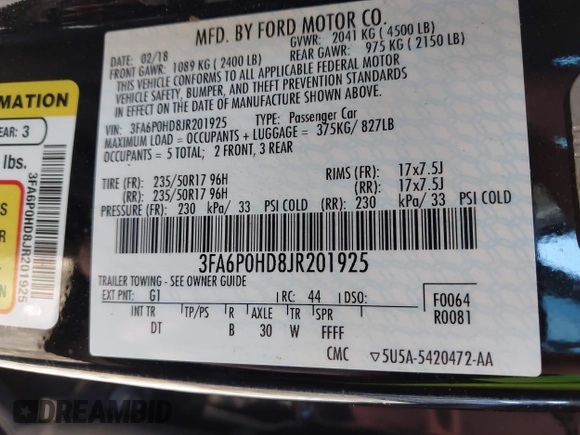 MFD. BY FORD MOTOR CO.
DATE: 02/18 GVWR: 2041 KG ( 4500 LB)
FRONT GAWR: 1089 KG ( 2400 LB) REAR GAWR: 975 KG ( 2150 LB)
THIS VEHICLE CONFORMS TO ALL APPLICABLE FEDERAL MOTOR
VEHICLE SAFETY, BUMPER, AND THEFT PREVENTION STANDARDS
IN EFFECT ON THE DATE OF MANUFACTURE SHOWN ABOVE.
VIN: 3FA6P0HD8JR201925 TYPE: Passenger Car
MAXIMUM LOAD = OCCUPANTS + LUGGAGE = 375KG/ 827LB
OCCUPANTS = 5 TOTAL; 2 FRONT, 3 REAR
TIRE (FR): 235/50R17 96H RIMS (FR): 17x7.5J
(RR): 235/50R17 96H (RR): 17x7.5J
PRESSURE (FR): 230 kPa/ 33 PSI COLD (RR): 230 kPa/ 33 PSI COLD
3FA6P0HD8JR201925
TRAILER TOWING - SEE OWNER GUIDE
EXT PNT: G1 RC: 44 DSO: F0064
R0081
INT TR TP/PS R AXLE TR SPR
DT B 30 W FFFF
CMC ▽5U5A-5420472-AA
RMATION
EAR: 3
lbs.
3FA6P0HD8JR201925
S
ER
ION
DREAMBID